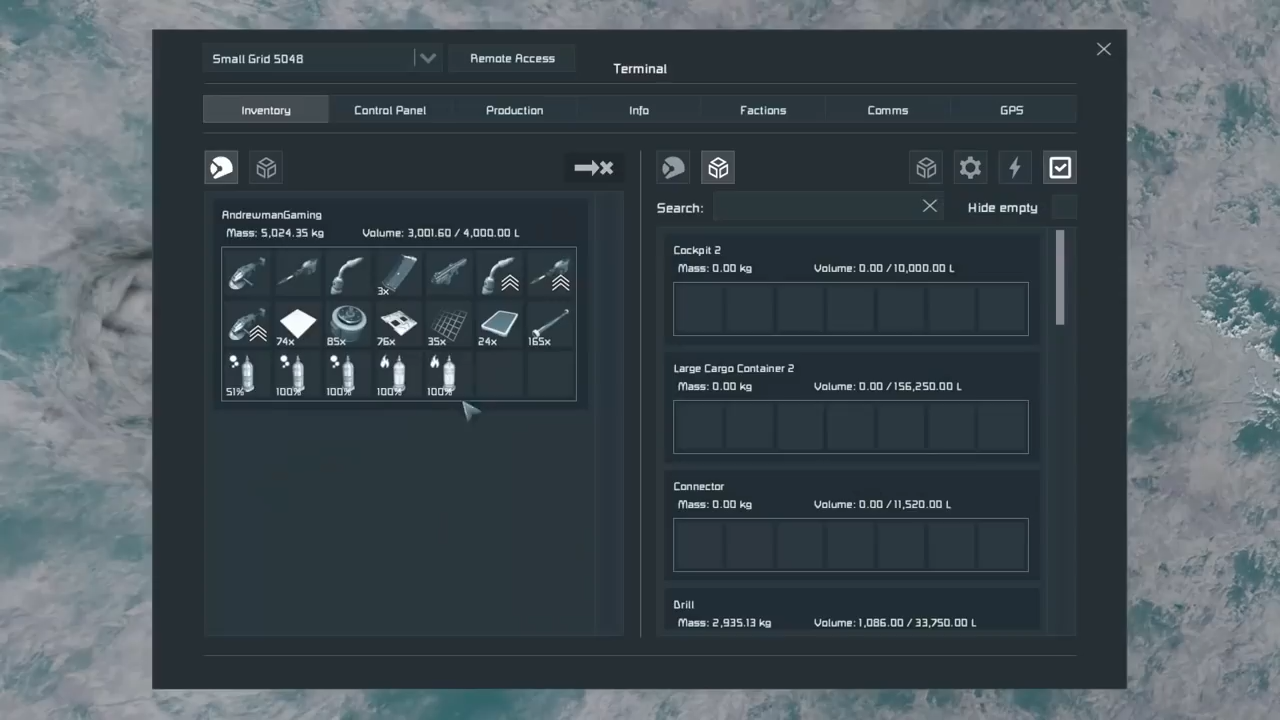 Small Grid 5048
Remote Access
Terminal
Inventory
Control Panel
Production
Info
Factions
Comms
GPS
Search:
Hide empty
AndrewmanGaming
Mass: 5,024.35 kg
Volume: 3,001.60 / 4,000.00 L
3x
74x
85x
76x
35x
24x
165x
51%
100%
100%
100%
100%
Cockpit 2
Mass: 0.00 kg
Volume: 0.00 / 10,000.00 L
Large Cargo Container 2
Mass: 0.00 kg
Volume: 0.00 / 156,250.00 L
Connector
Mass: 0.00 kg
Volume: 0.00 / 11,520.00 L
Drill
Mass: 2,935.13 kg
Volume: 1,086.00 / 33,750.00 L